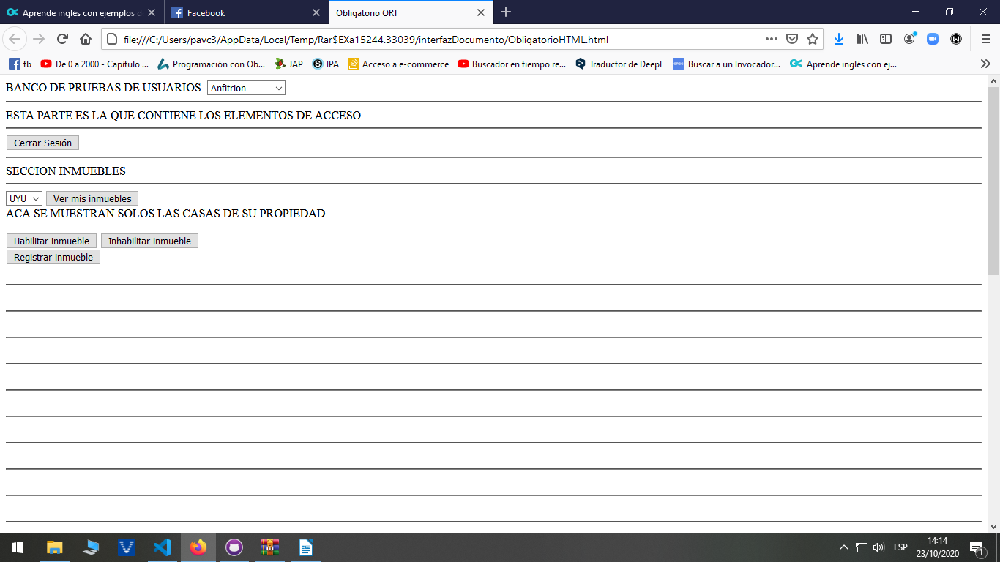 Aprende inglés con ejemplos d
Facebook
Obligatorio ORT
file:///C:/Users/pavc3/AppData/Local/Temp/Rar$EXa15244.33039/interfazDocumento/ObligatorioHTML.html
fb
De 0 a 2000 - Capítulo ...
Programación con Ob...
JAP
IPA
Acceso a e-commerce
Buscador en tiempo re...
Traductor de DeepL
Buscar a un Invocador...
Aprende inglés con ej...
BANCO DE PRUEBAS DE USUARIOS. Anfitrion
ESTA PARTE ES LA QUE CONTIENE LOS ELEMENTOS DE ACCESO
Cerrar Sesión
SECCION INMUEBLES
UYU Ver mis inmuebles
ACA SE MUESTRAN SOLOS LAS CASAS DE SU PROPIEDAD
Habilitar inmueble Inhabilitar inmueble
Registrar inmueble
ESP
14:14
23/10/2020
1